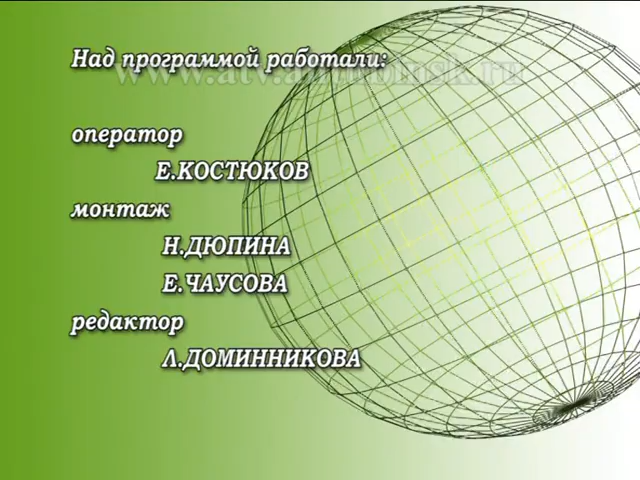 Над программой работали:
оператор
Е.КОСТЮКОВ
монтаж
Н.ДЮПИНА
Е.ЧАУСОВА
редактор
Л.ДОМИННИКОВА